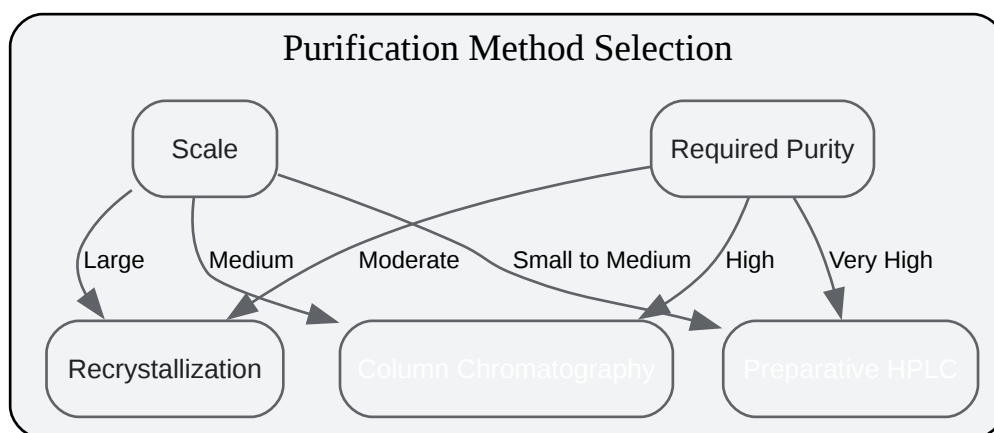 Purification Method Selection
Scale
Required Purity
Large
Medium
Moderate
Small to Medium
High
Very High
Recrystallization
Column Chromatography
Preparative HPLC